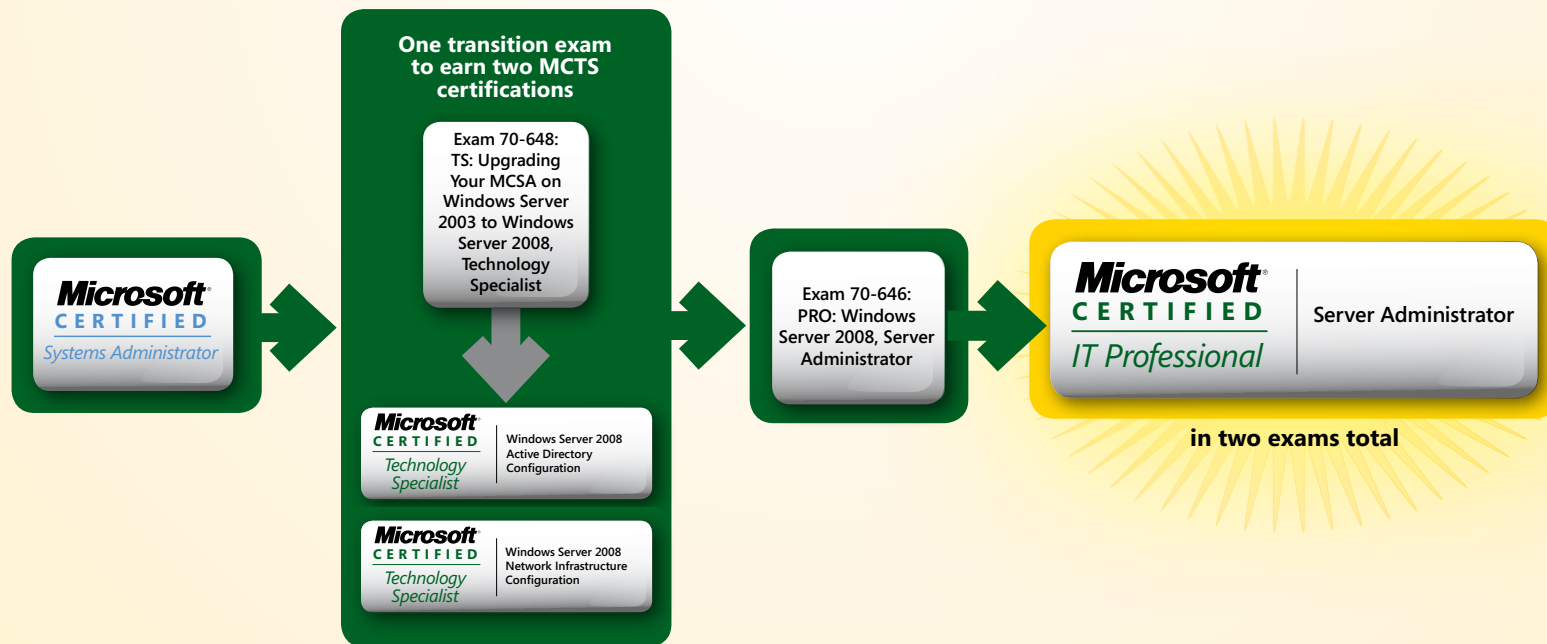 Microsoft®
CERTIFIED
Systems Administrator
One transition exam
to earn two MCTS
certifications
Exam 70-648:
TS: Upgrading
Your MCSA on
Windows Server
2003 to Windows
Server 2008,
Technology
Specialist
Microsoft®
CERTIFIED
Technology
Specialist
Windows Server 2008
Active Directory
Configuration
Microsoft®
CERTIFIED
Technology
Specialist
Windows Server 2008
Network Infrastructure
Configuration
Exam 70-646:
PRO: Windows
Server 2008, Server
Administrator
Microsoft®
CERTIFIED
IT Professional
Server Administrator
in two exams total